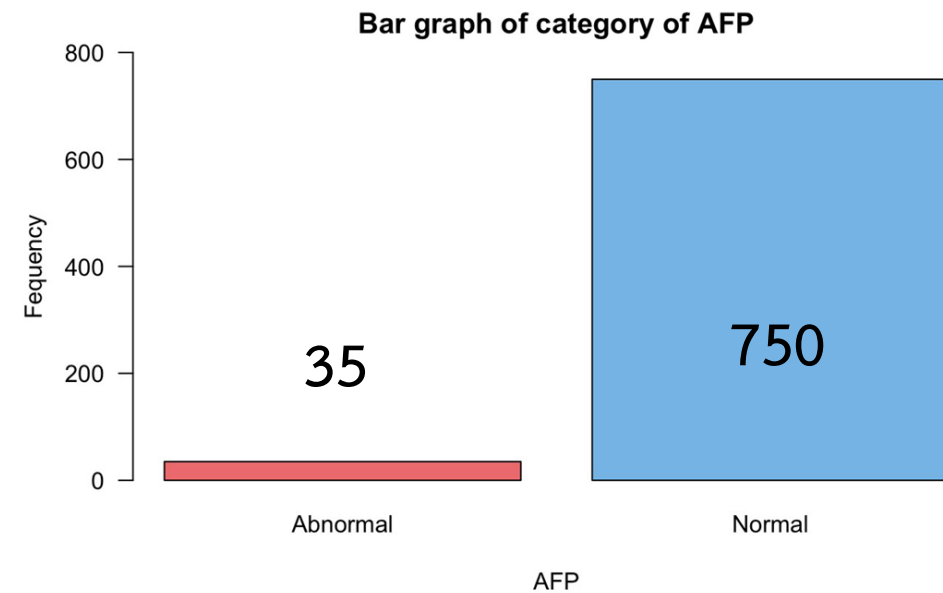 Bar graph of category of AFP
800
600
400
200
0
Fequency
35
750
Abnormal
Normal
AFP